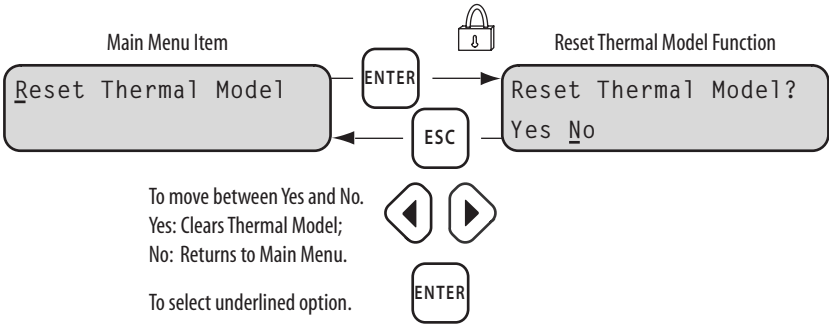 Main Menu Item
Reset Thermal Model Function
Reset Thermal Model
ENTER
Reset Thermal Model?
Yes No
ESC
To move between Yes and No.
Yes: Clears Thermal Model;
No: Returns to Main Menu.
To select underlined option.
ENTER